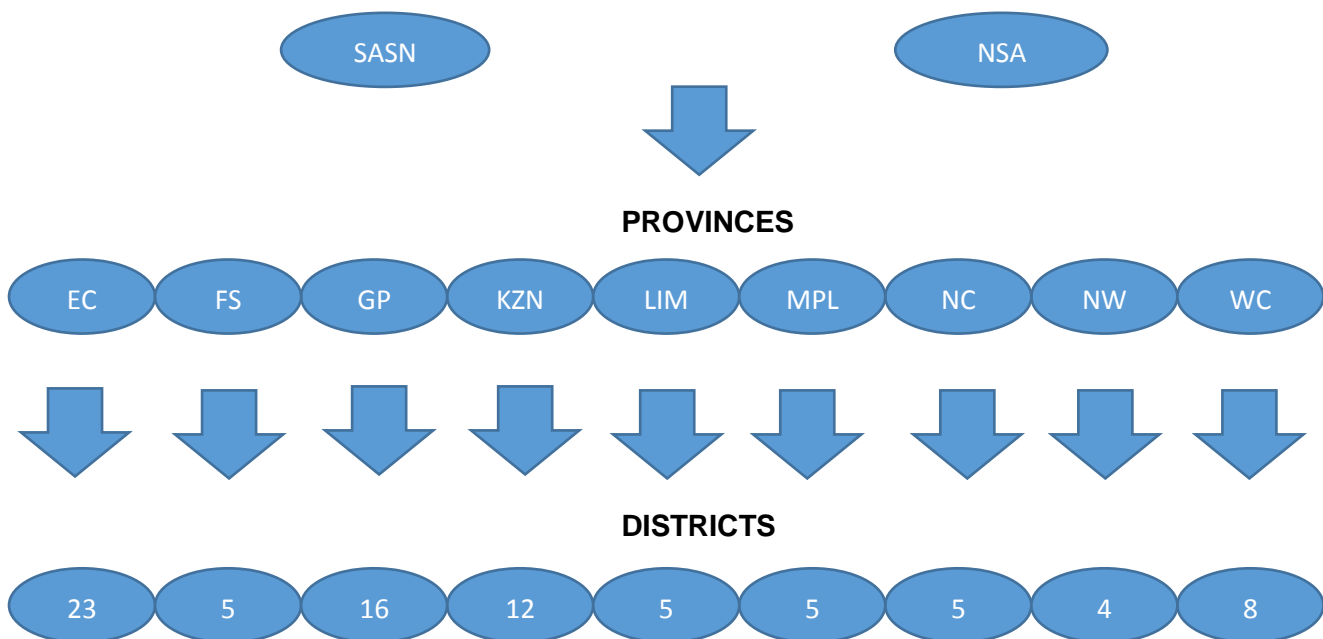 SASN NSA
PROVINCES
EC FS GP KZN LIM MPL NC NW WC
DISTRICTS
23 5 16 12 5 5 5 4 8